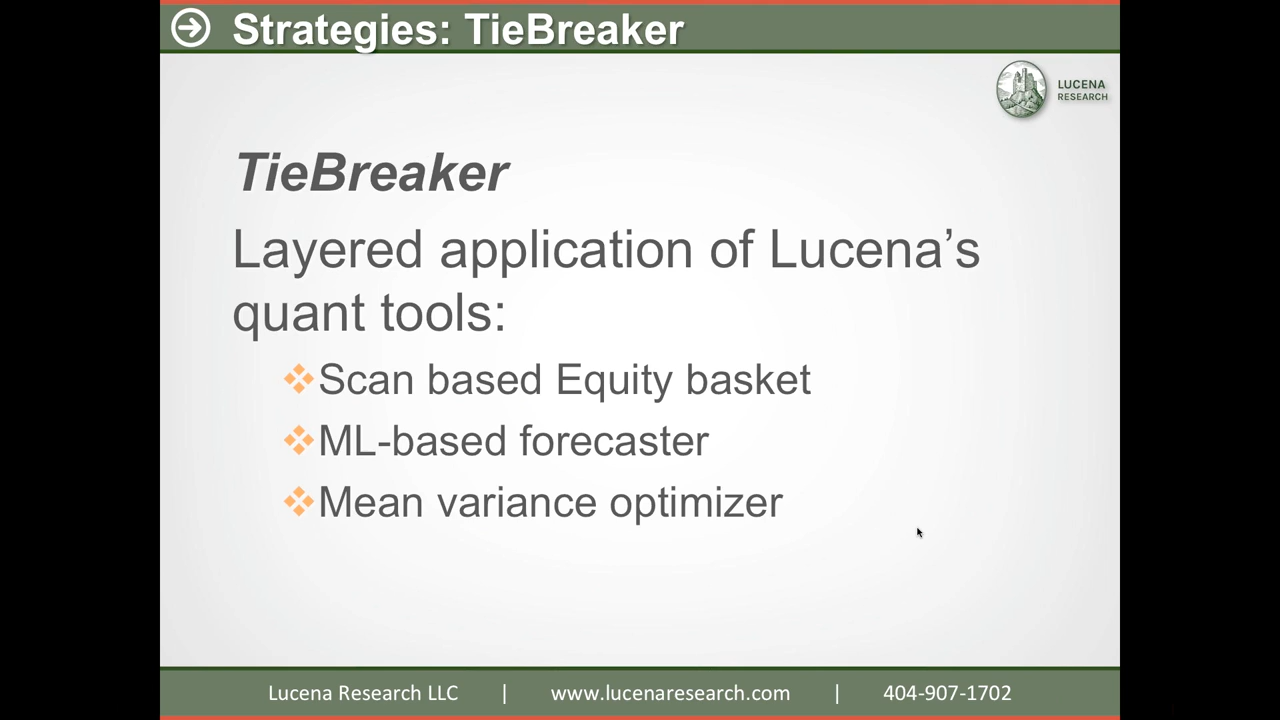 Strategies: TieBreaker
LUCENA
RESEARCH
TieBreaker
Layered application of Lucena’s
quant tools:
Scan based Equity basket
ML-based forecaster
Mean variance optimizer
Lucena Research LLC | www.lucenaresearch.com | 404-907-1702